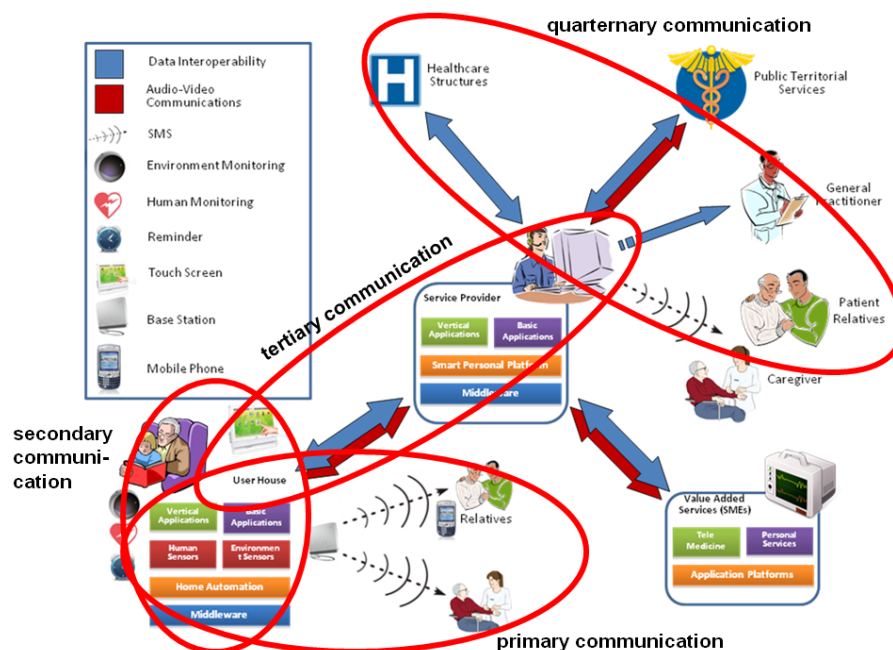 quarternary communication
Data Interoperability
Audio-Video
Communications
SMS
Environment Monitoring
Human Monitoring
Reminder
Touch Screen
Base Station
Mobile Phone
H
Healthcare
Structures
Public Territorial
Services
General
Practitioner
Patient
Relatives
Caregiver
tertiary communication
Service Provider
Vertical
Applications
Basic
Applications
Smart Personal Platform
Middleware
secondary
communi-
cation
User House
Vertical
Applications
Basic
Applications
Human
Sensors
Environmen
t Sensors
Home Automation
Middleware
Relatives
Value Added
Services (SMEs)
Tele
Medicine
Personal
Services
Application Platforms
primary communication